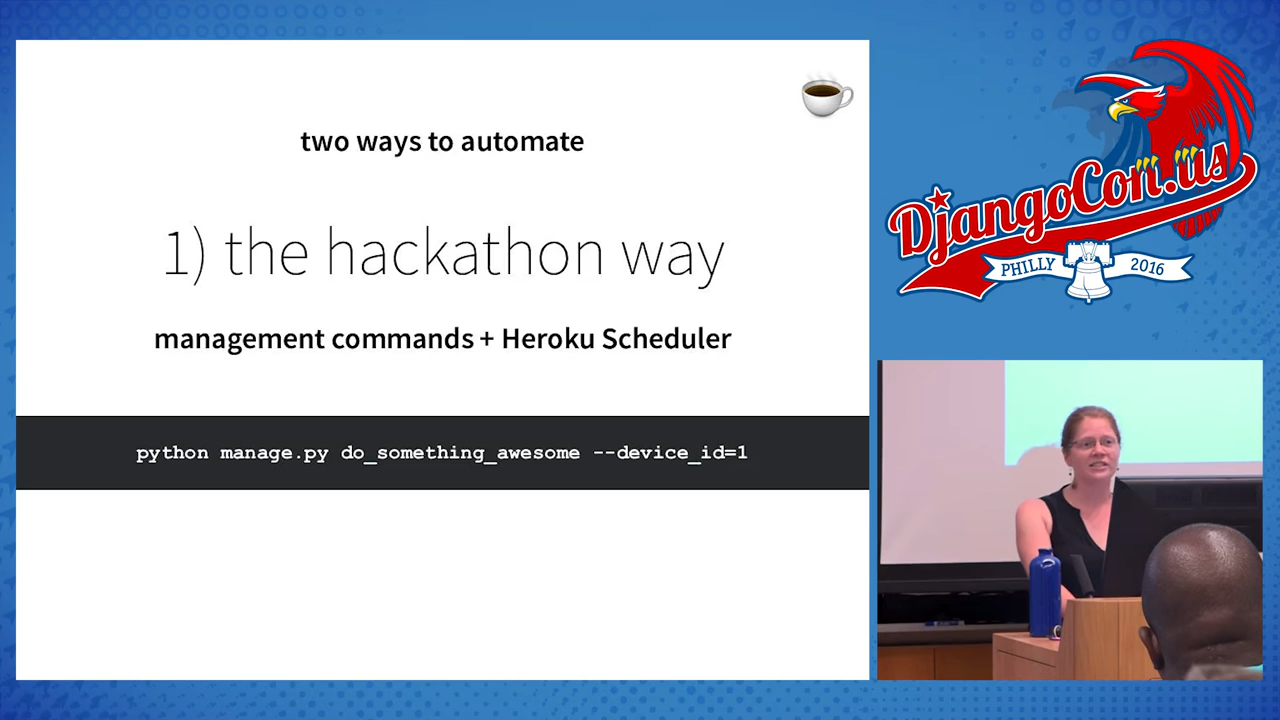 two ways to automate
1) the hackathon way
management commands + Heroku Scheduler
python manage.py do_something_awesome --device_id=1
DjangoCon.us
PHILLY 2016